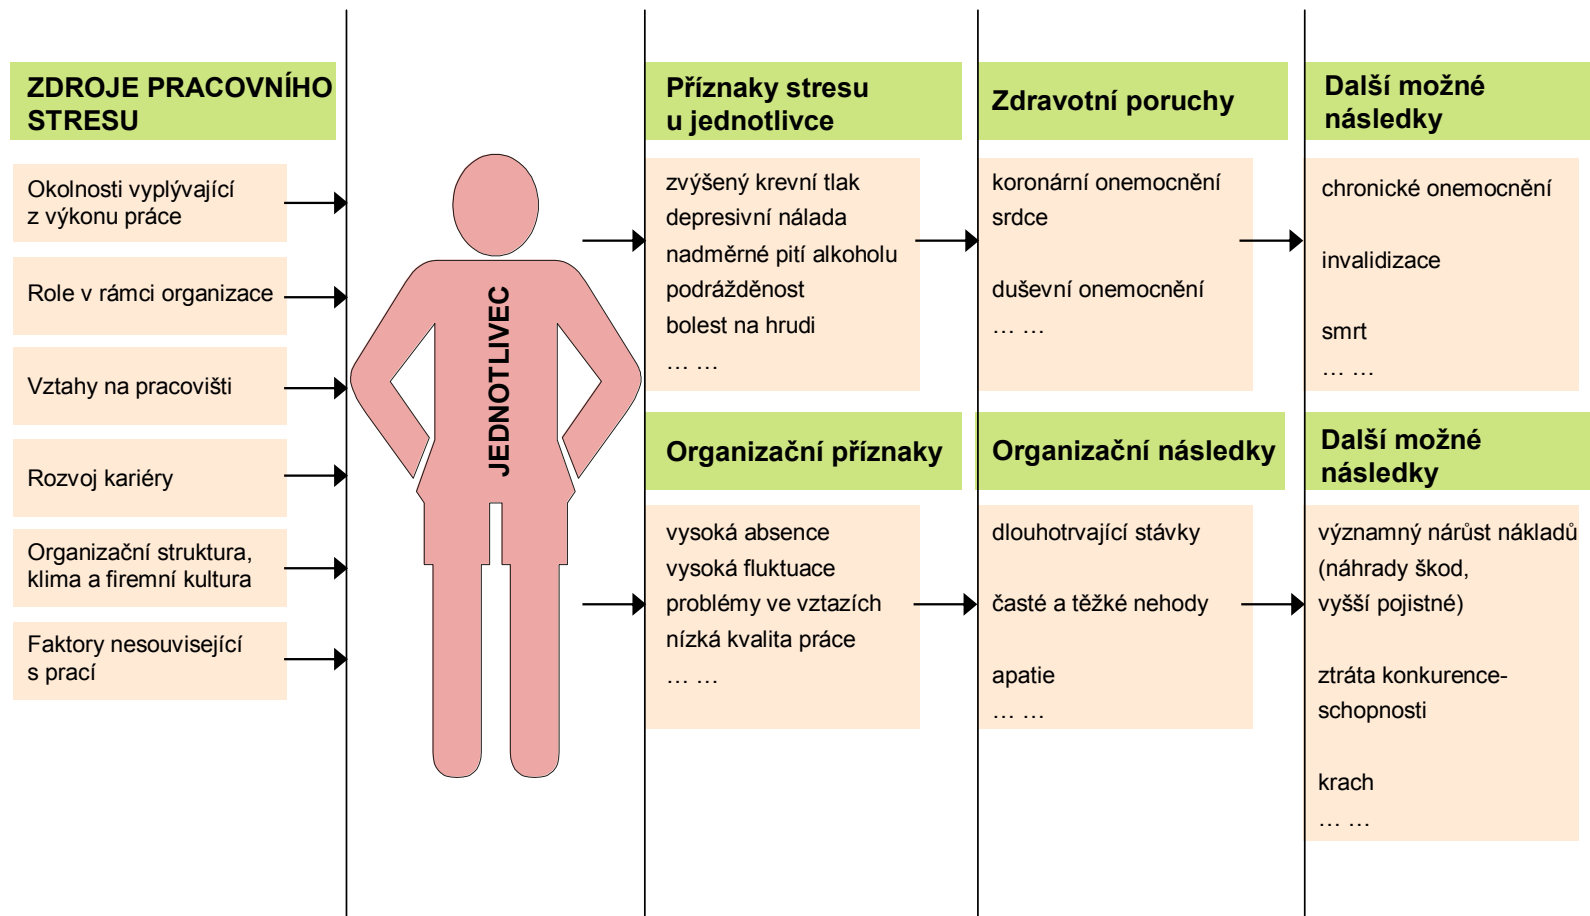 ZDROJE PRACOVNÍHO
STRESU
Okolnosti vyplývající
z výkonu práce
Role v rámci organizace
Vztahy na pracovišti
Rozvoj kariéry
Organizační struktura,
klima a firemní kultura
Faktory nesouvisející
s prací
JEDNOTLIVEC
Příznaky stresu
u jednotlivce
zvýšený krevní tlak
depresivní nálada
nadměrné pití alkoholu
podrážděnost
bolest na hrudi
… …
Zdravotní poruchy
koronární onemocnění
srdce
duševní onemocnění
… …
Další možné
následky
chronické onemocnění
invalidizace
smrt
… …
Organizační příznaky
vysoká absence
vysoká fluktuace
problémy ve vztazích
nízká kvalita práce
… …
Organizační následky
dlouhotrvající stávky
časté a těžké nehody
apatie
… …
Další možné
následky
významný nárůst nákladů
(náhrady škod,
vyšší pojistné)
ztráta konkurence-
schopnosti
krach
… …